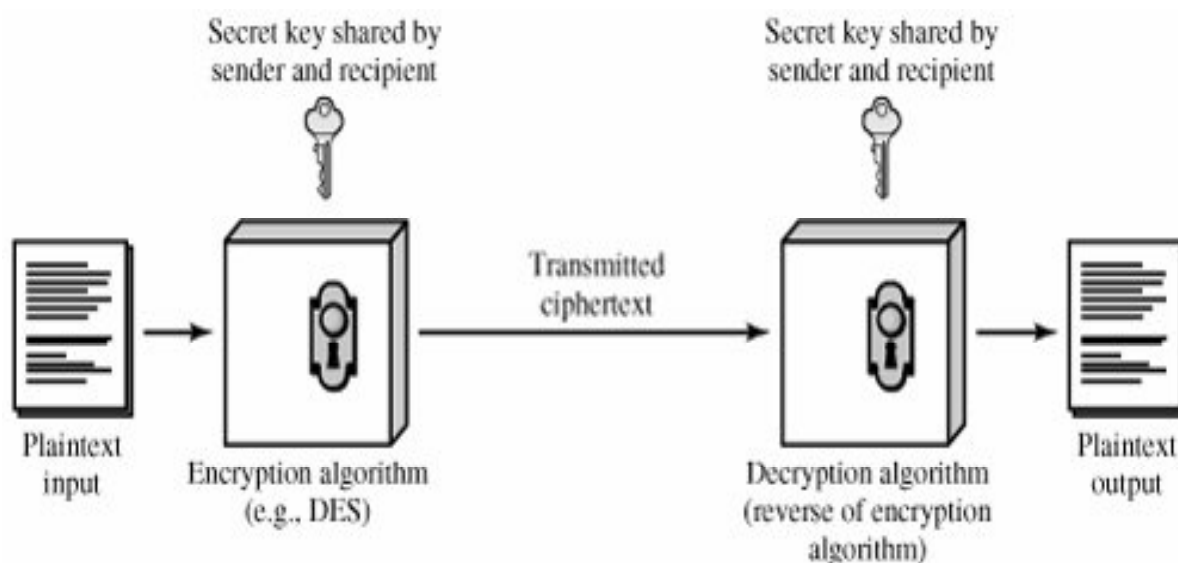 Secret key shared by
sender and recipient
Secret key shared by
sender and recipient
Transmitted
ciphertext
Plaintext
input
Encryption algorithm
(e.g., DES)
Decryption algorithm
(reverse of encryption
algorithm)
Plaintext
output